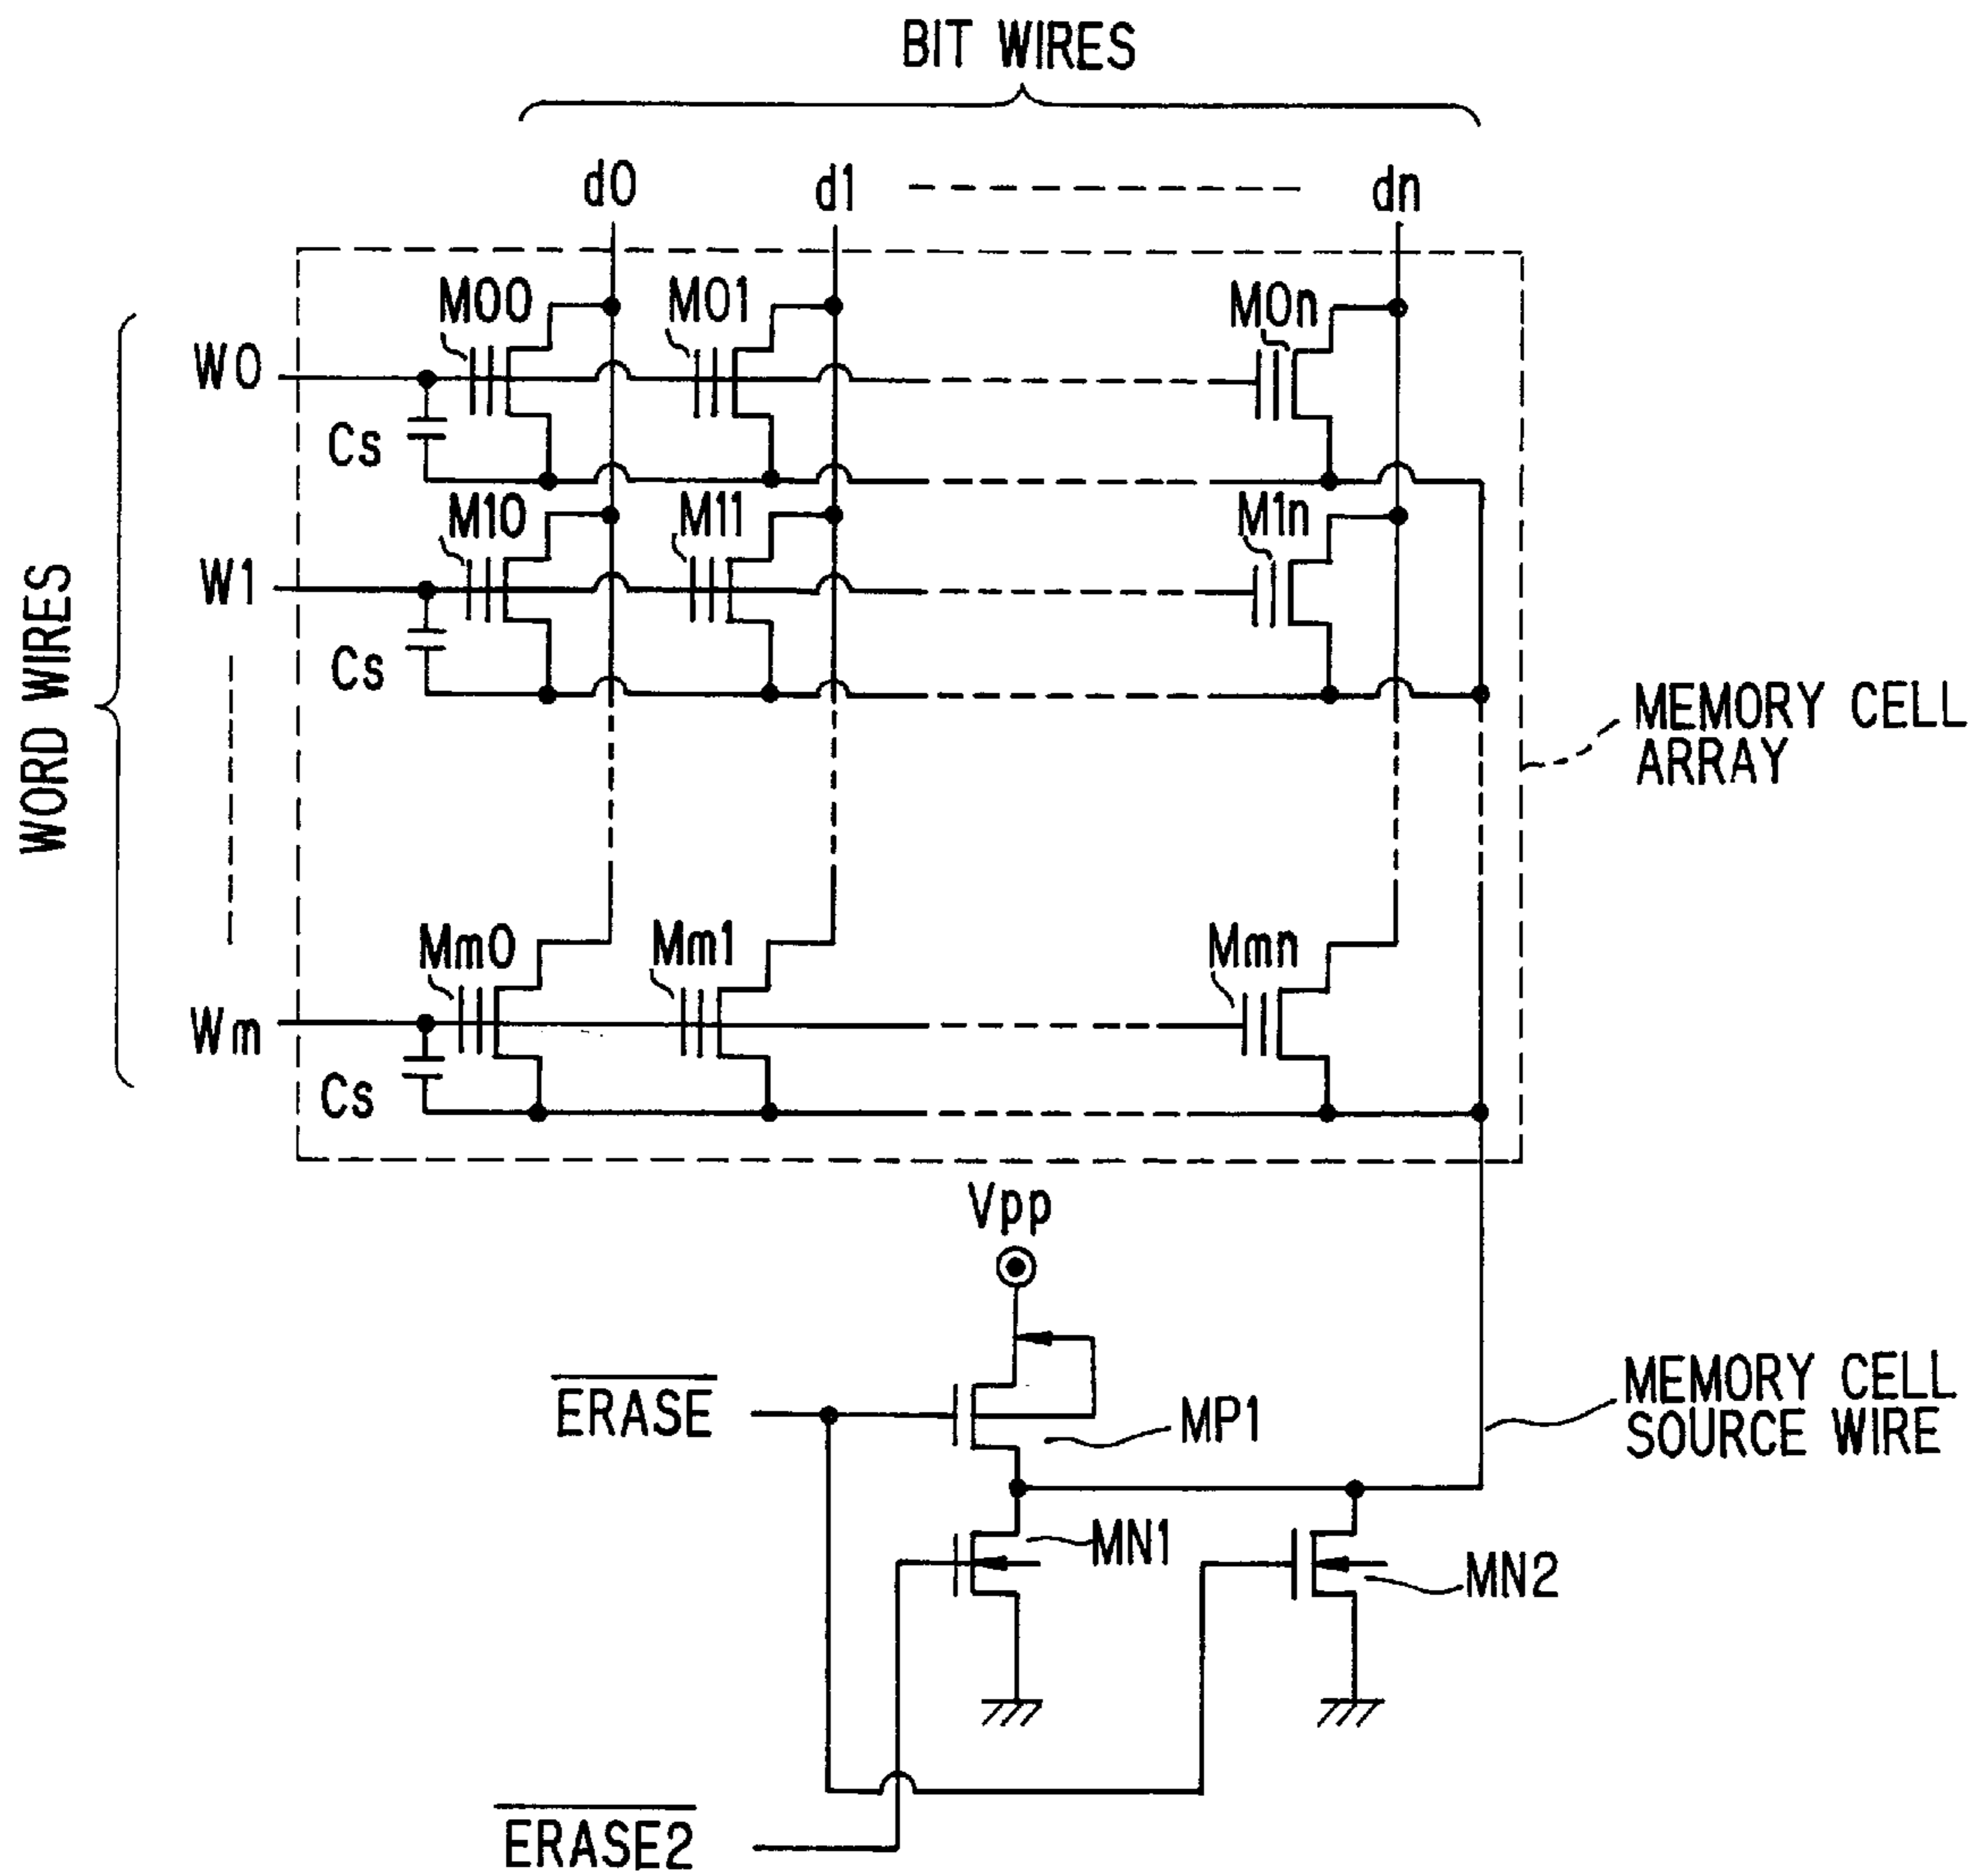 BIT WIRES
d0 d1 dn
M00 M01 M0n
W0
Cs
M10 M11 M1n
W1
Cs
WORD WIRES
MEMORY CELL
ARRAY
Mm0 Mm1 Mmn
Wm
Cs
Vpp
ERASE
MP1
MEMORY CELL
SOURCE WIRE
MN1
MN2
ERASE2